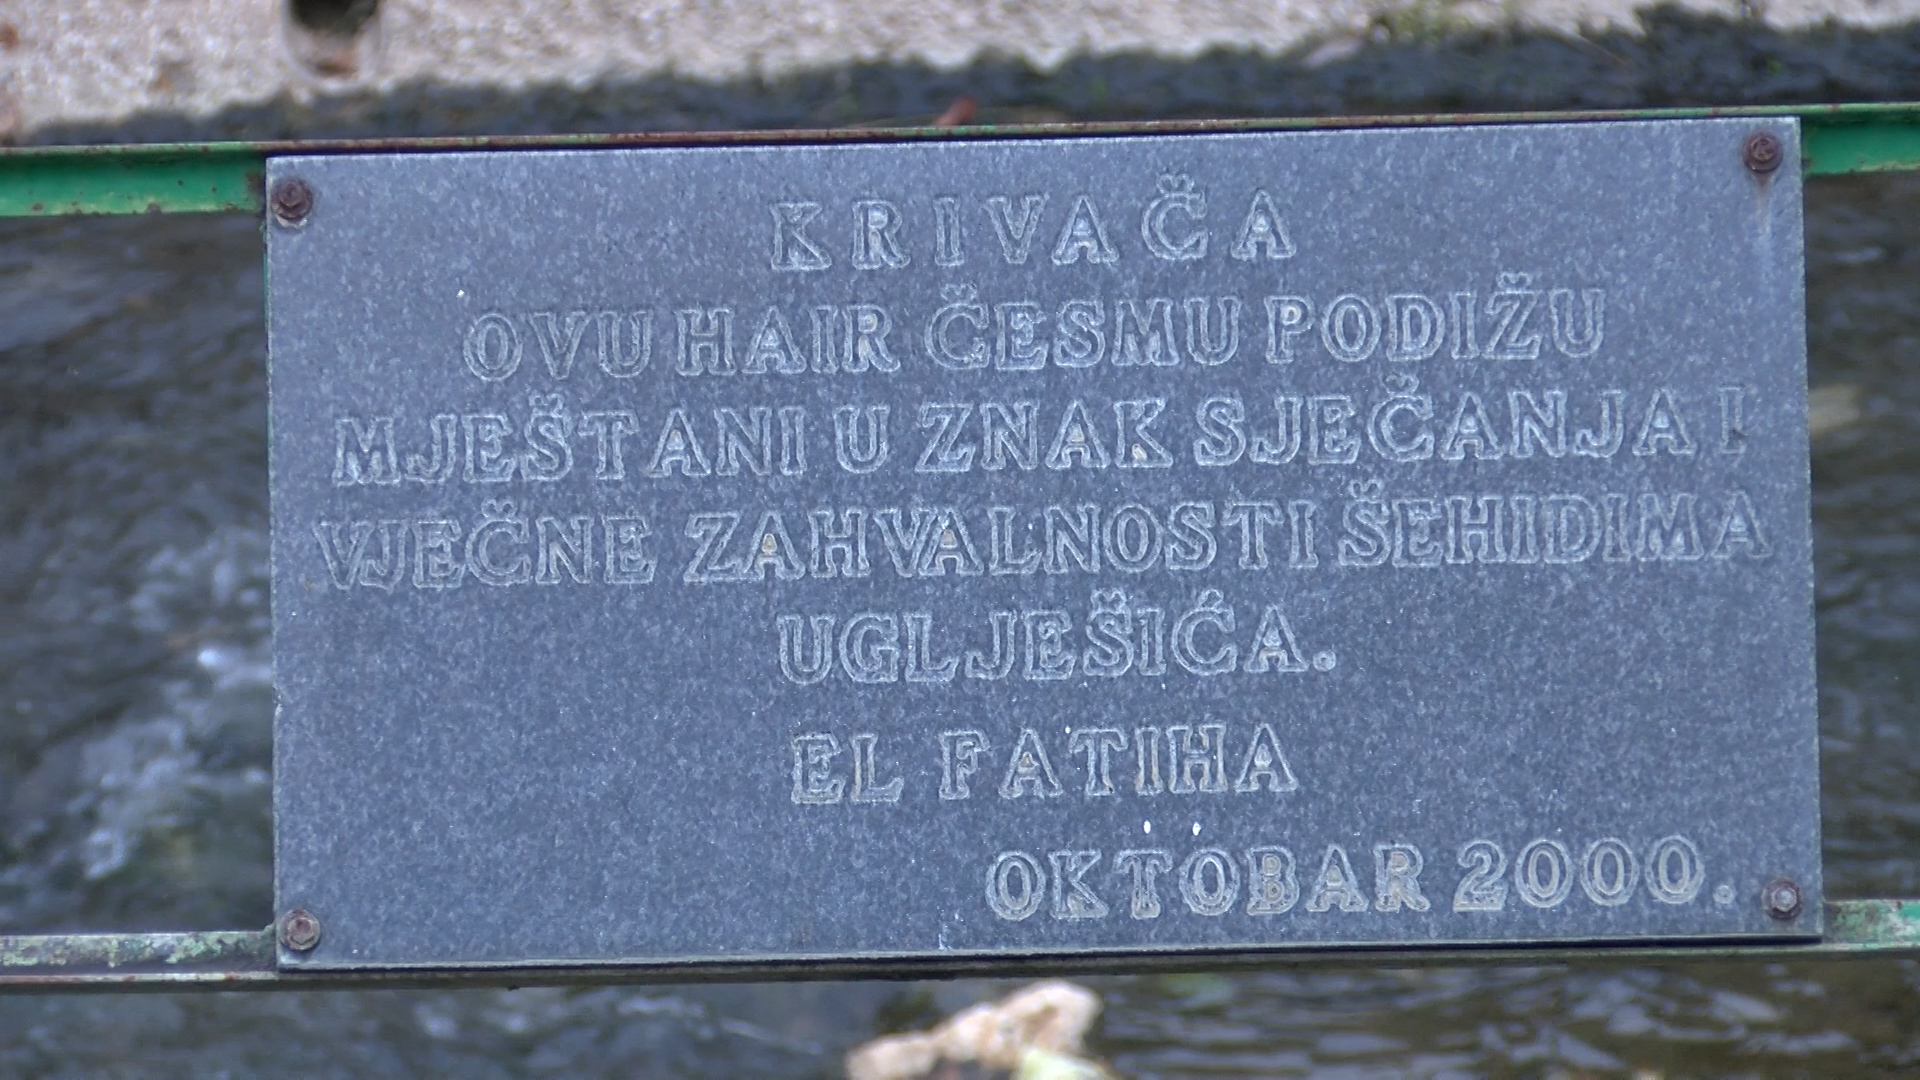 KRIVAČA
OVU HAIR ČESMU PODIŽU
MJEŠTANI U ZNAK SJEČANJA I
VJEČNE ZAHVALNOSTI ŠEHIDIMA
UGLJEŠIĆA.
EL FATIHA
OKTOBAR 2000.